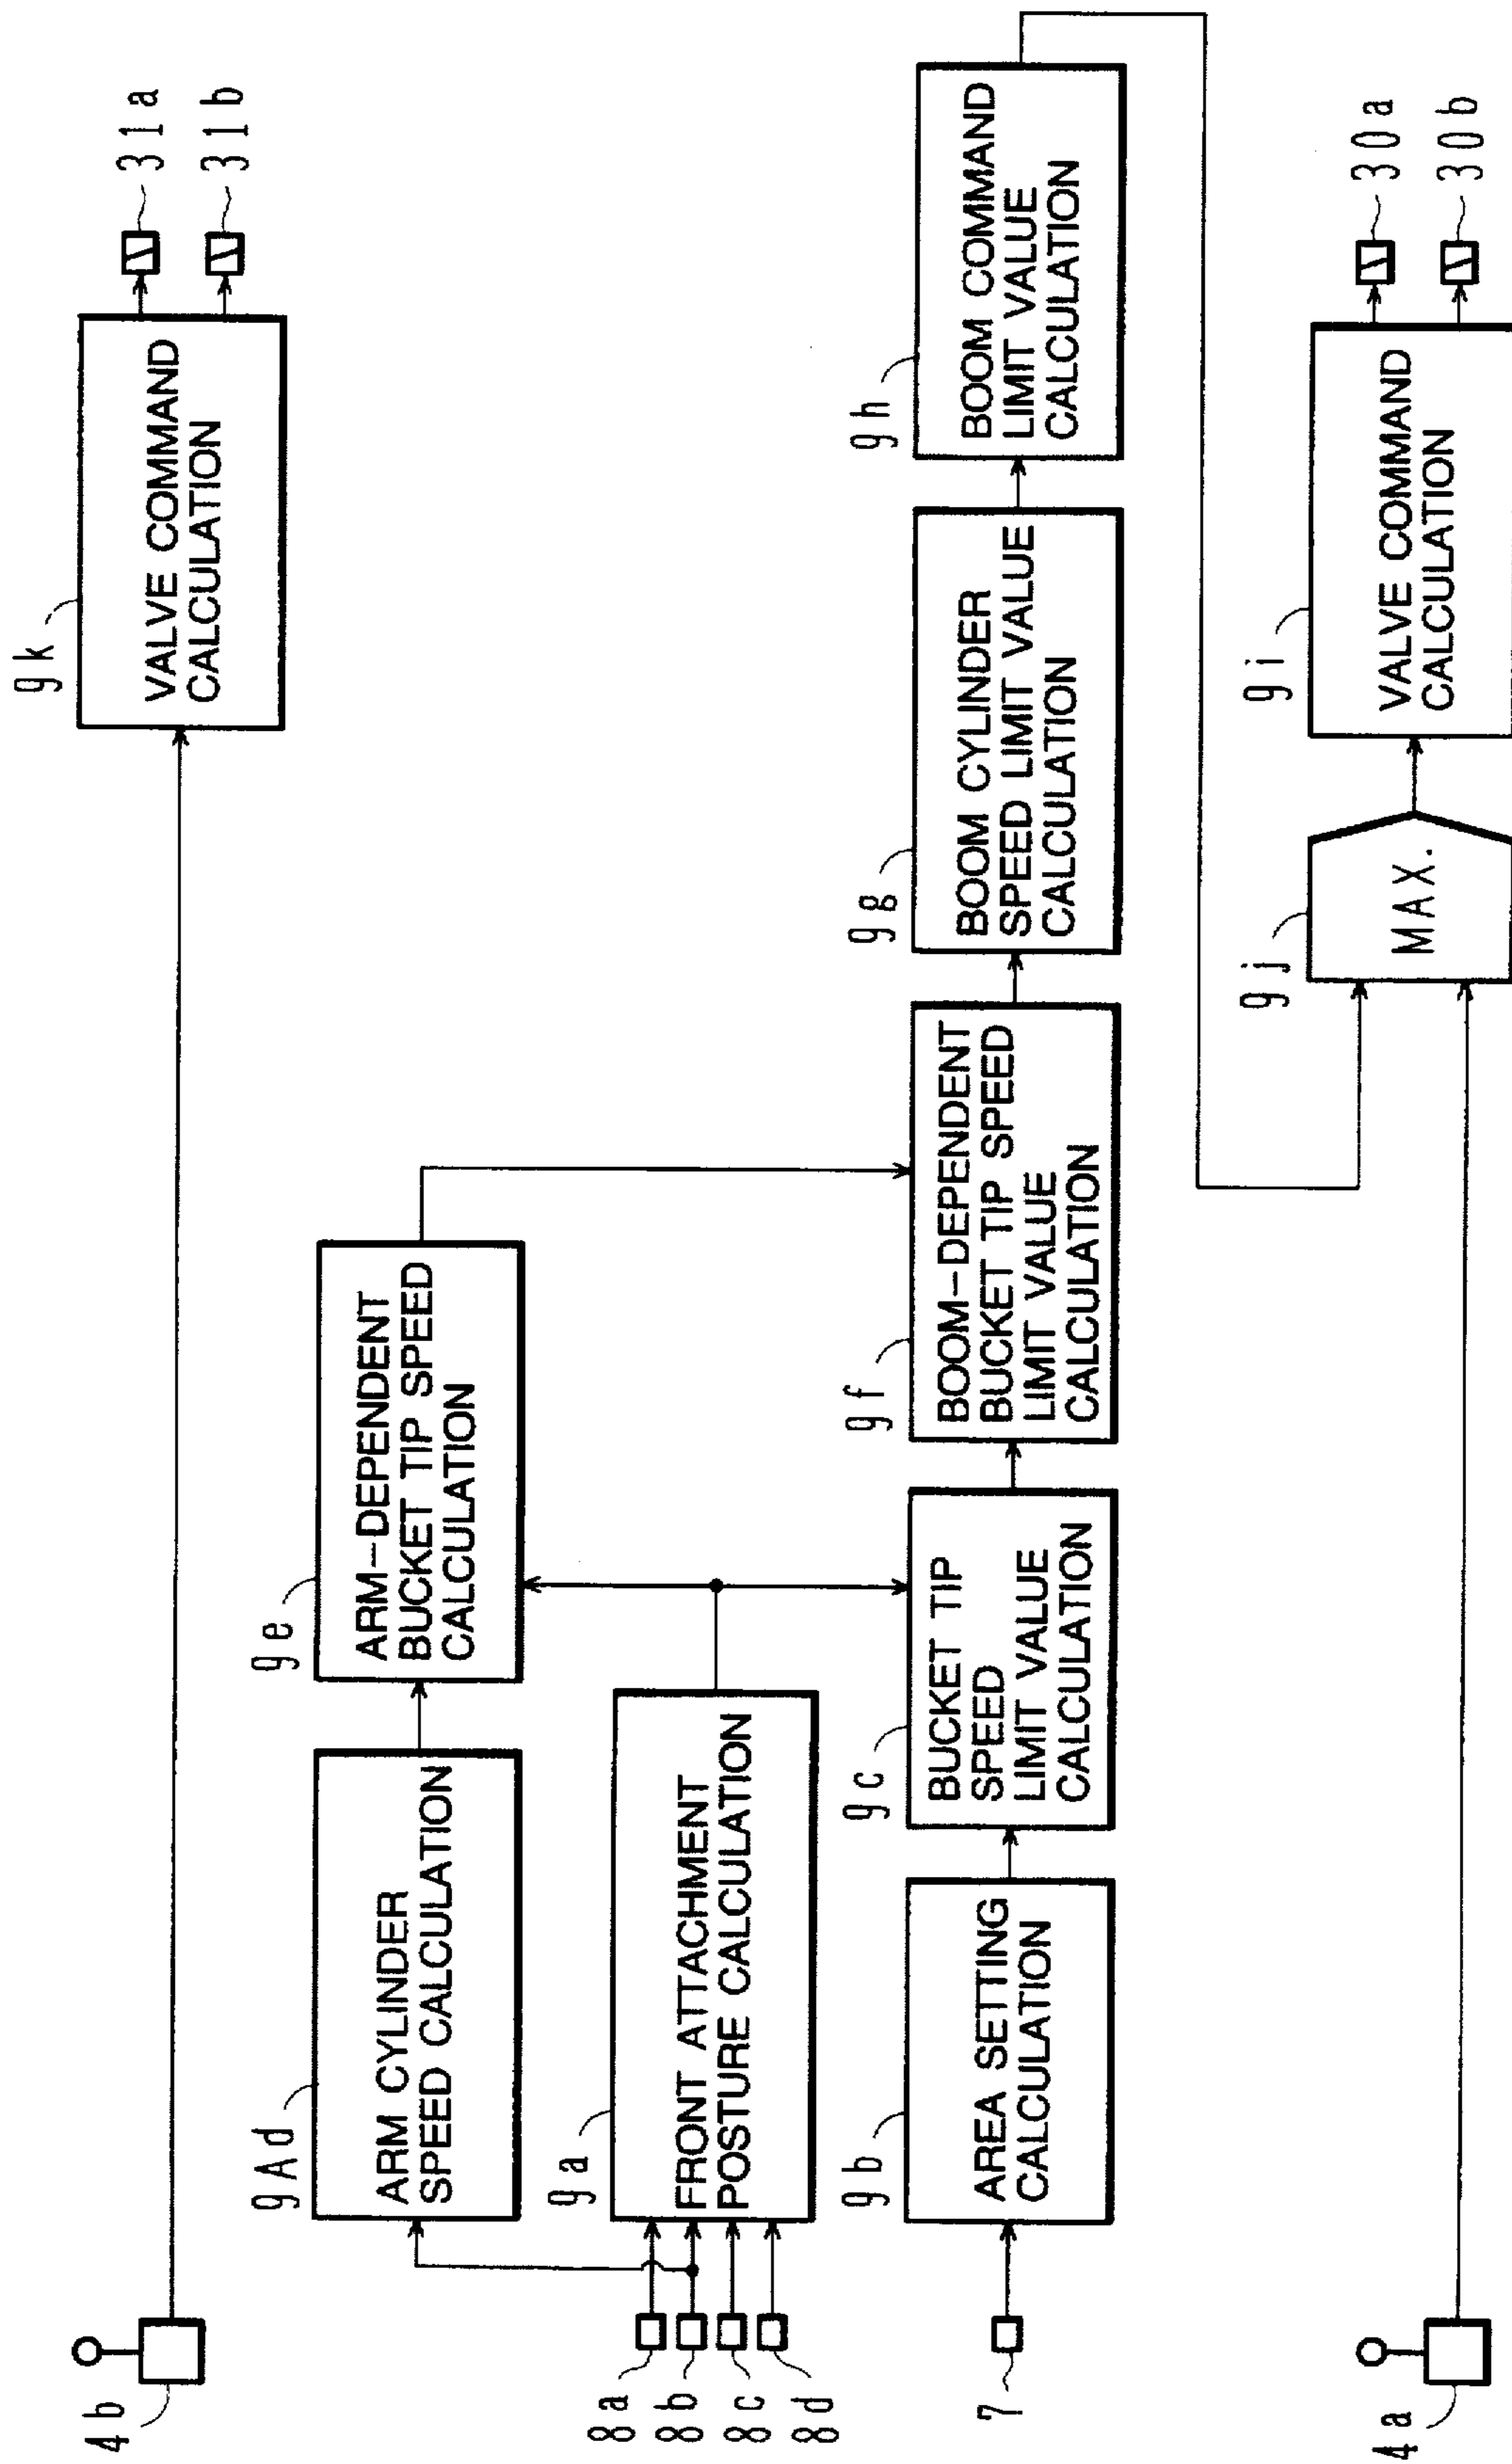 4b
9k
VALVE COMMAND
CALCULATION
31a
31b
9Ad
ARM CYLINDER
SPEED CALCULATION
9e
ARM-DEPENDENT
BUCKET TIP SPEED
CALCULATION
8a
8b
8c
8d
9a
FRONT ATTACHMENT
POSTURE CALCULATION
7
9b
AREA SETTING
CALCULATION
9c
BUCKET TIP
SPEED
LIMIT VALUE
CALCULATION
9f
BOOM-DEPENDENT
BUCKET TIP SPEED
LIMIT VALUE
CALCULATION
9g
BOOM CYLINDER
SPEED LIMIT VALUE
CALCULATION
9h
BOOM COMMAND
LIMIT VALUE
CALCULATION
4a
9j
MAX.
9i
VALVE COMMAND
CALCULATION
30a
30b